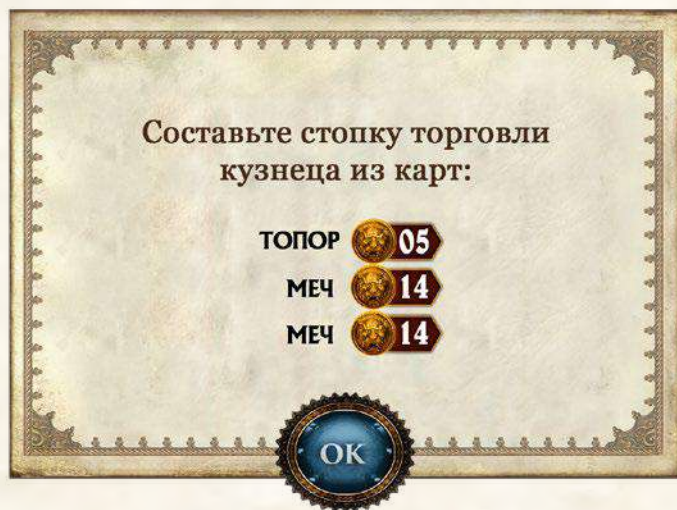 Составьте стопку торговли
кузнеца из карт:
ТОПОР 05
МЕЧ 14
МЕЧ 14
OK